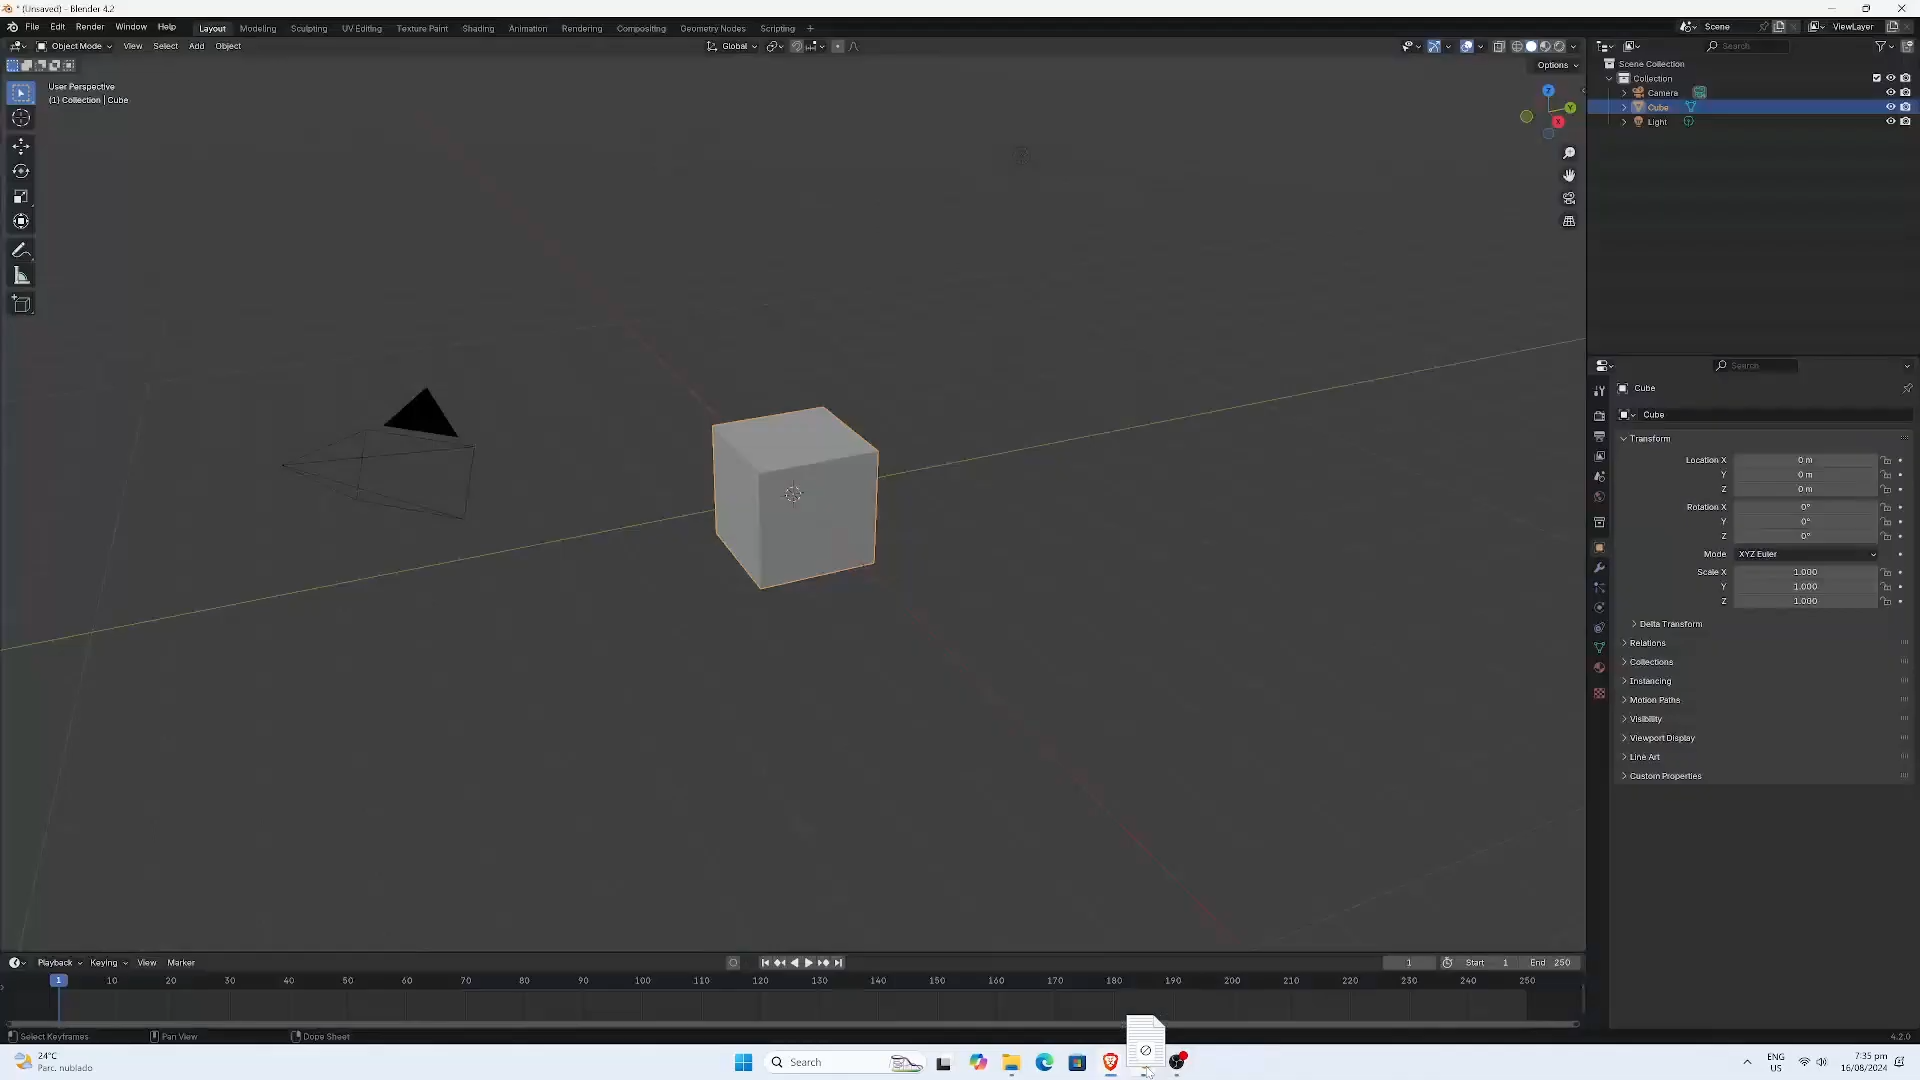 * (Unsaved) - Blender 4.2
File Edit Render Window Help Layout Modeling Sculpting UV Editing Texture Paint Shading Animation Rendering Compositing Geometry Nodes Scripting + Scene ViewLayer
Object Mode View Select Add Object Global Search
Options
User Perspective
(1) Collection | Cube
Z
Y
X
Scene Collection
Collection
Camera
Cube
Light
Search
Cube
Cube
Transform
Location X 0 m
Y 0 m
Z 0 m
Rotation X 0°
Y 0°
Z 0°
Mode XYZ Euler
Scale X 1.000
Y 1.000
Z 1.000
Delta Transform
Relations
Collections
Instancing
Motion Paths
Visibility
Viewport Display
Line Art
Custom Properties
Playback Keying View Marker 1 Start 1 End 250
1 10 20 30 40 50 60 70 80 90 100 110 120 130 140 150 160 170 180 190 200 210 220 230 240 250
Select Keyframes Pan View Dope Sheet 4.2.0
24°C
Parc. nublado
Search
ENG
US
7:35 pm
16/08/2024